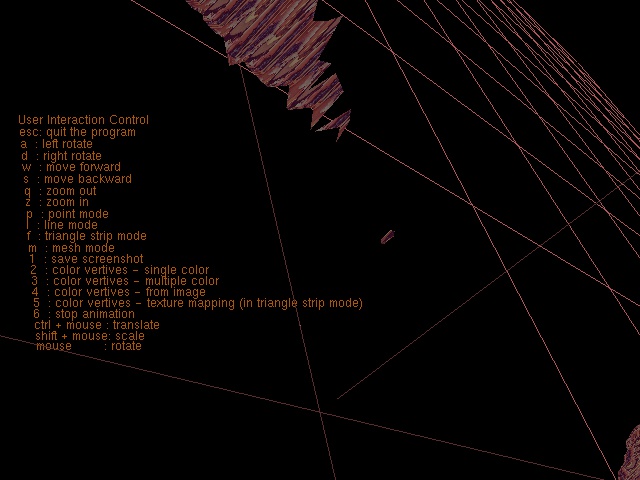 User Interaction Control
esc: quit the program
a : left rotate
d : right rotate
w : move forward
s : move backward
q : zoom out
z : zoom in
p : point mode
l : line mode
f : triangle strip mode
m : mesh mode
1 : save screenshot
2 : color vertives - single color
3 : color vertives - multiple color
4 : color vertives - from image
5 : color vertives - texture mapping (in triangle strip mode)
6 : stop animation
ctrl + mouse : translate
shift + mouse: scale
mouse : rotate